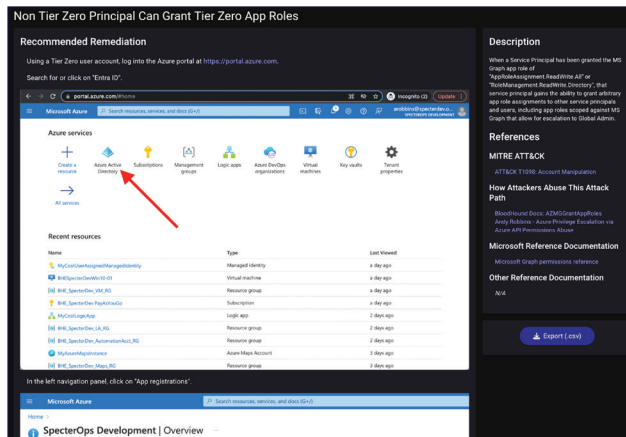 Non Tier Zero Principal Can Grant Tier Zero App Roles
Recommended Remediation
Using a Tier Zero user account, log into the Azure portal at https://portal.azure.com.
Search for or click on "Entra ID".
portal.azure.com/#home
Incognito (2)
Update
Microsoft Azure
Search resources, services, and docs (G+/)
arobbins@specterdev.o...
SPECTEROPS DEVELOPMENT
Azure services
Create a resource
Azure Active Directory
Subscriptions
Management groups
Logic apps
Azure DevOps organizations
Virtual machines
Key vaults
Tenant properties
All services
Recent resources
Name Type Last Viewed
MyCoolUserAssignedManagedIdentity Managed Identity a day ago
BHESpecterDevWin10-01 Virtual machine a day ago
BHE_SpecterDev_VM_RG Resource group a day ago
BHE_SpecterDev PayAsYouGo Subscription a day ago
MyCoolLogicApp Logic app 2 days ago
BHE_SpecterDev_LA_RG Resource group 2 days ago
BHE_SpecterDev_AutomationAcct_RG Resource group 2 days ago
MyAzureMapsInstance Azure Maps Account 3 days ago
BHE_SpecterDev_Maps_RG Resource group 3 days ago
In the left navigation panel, click on "App registrations".
Microsoft Azure
Search resources, services, and docs (G+/)
Home >
SpecterOps Development | Overview
Description
When a Service Principal has been granted the MS
Graph app role of
"AppRoleAssignment.ReadWrite.All" or
"RoleManagement.ReadWrite.Directory", that
service principal gains the ability to grant arbitrary
app role assignments to other service principals
and users, including app roles scoped against MS
Graph that allow for escalation to Global Admin.
References
MITRE ATT&CK
ATT&CK T1098: Account Manipulation
How Attackers Abuse This Attack
Path
BloodHound Docs: AZMGGrantAppRoles
Andy Robbins - Azure Privilege Escalation via
Azure API Permissions Abuse
Microsoft Reference Documentation
Microsoft Graph permissions reference
Other Reference Documentation
N/A
Export (.csv)